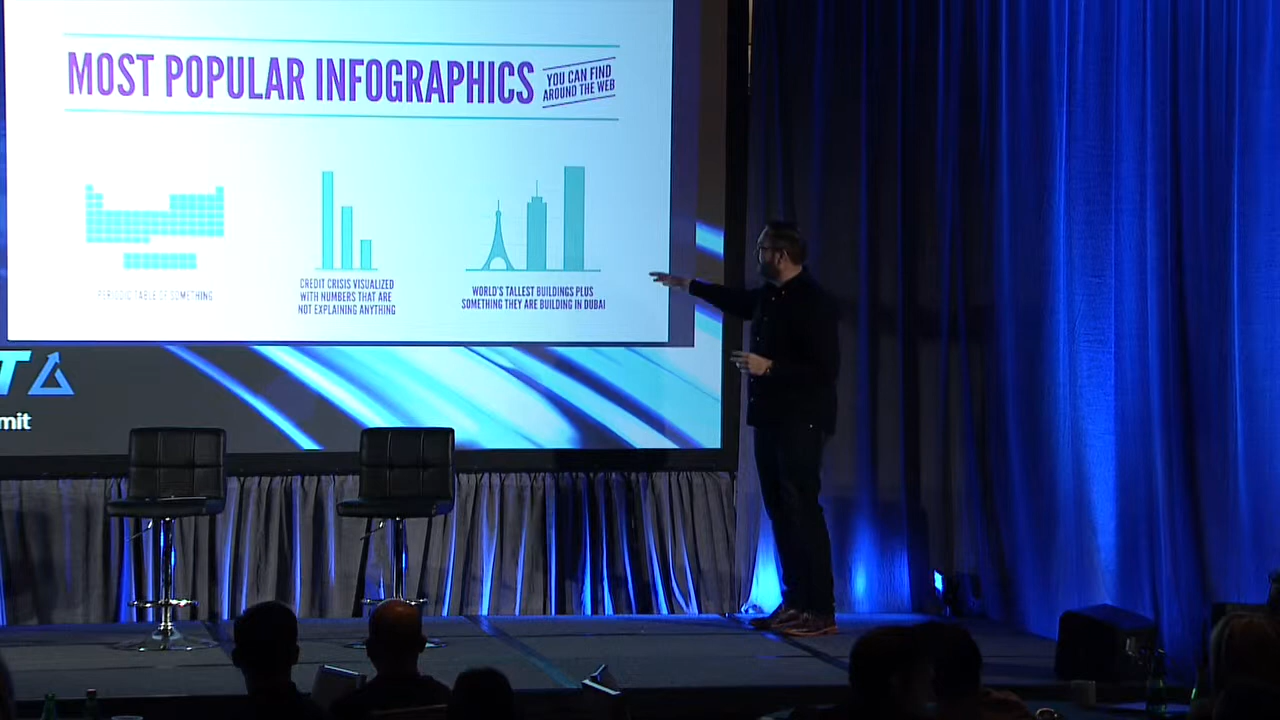 MOST POPULAR INFOGRAPHICS
YOU CAN FIND
AROUND THE WEB
PERIODIC TABLE OF SOMETHING
CREDIT CRISIS VISUALIZED
WITH NUMBERS THAT ARE
NOT EXPLAINING ANYTHING
WORLD'S TALLEST BUILDINGS PLUS
SOMETHING THEY ARE BUILDING IN DUBAI
T
mit